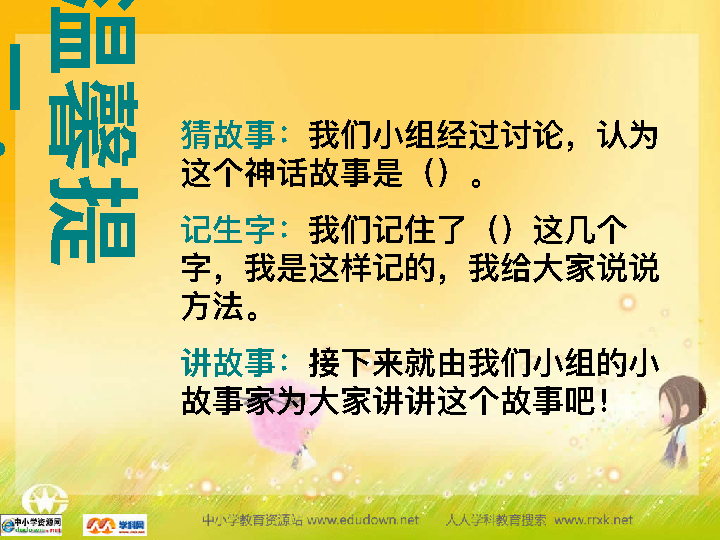 温馨提
猜故事：我们小组经过讨论，认为
这个神话故事是（）。
记生字：我们记住了（）这几个
字，我是这样记的，我给大家说说
方法。
讲故事：接下来就由我们小组的小
故事家为大家讲讲这个故事吧！
中小学资源网
学科网
中小学教育资源站 www.edudown.net 人人学科教育搜索 www.rrxk.net